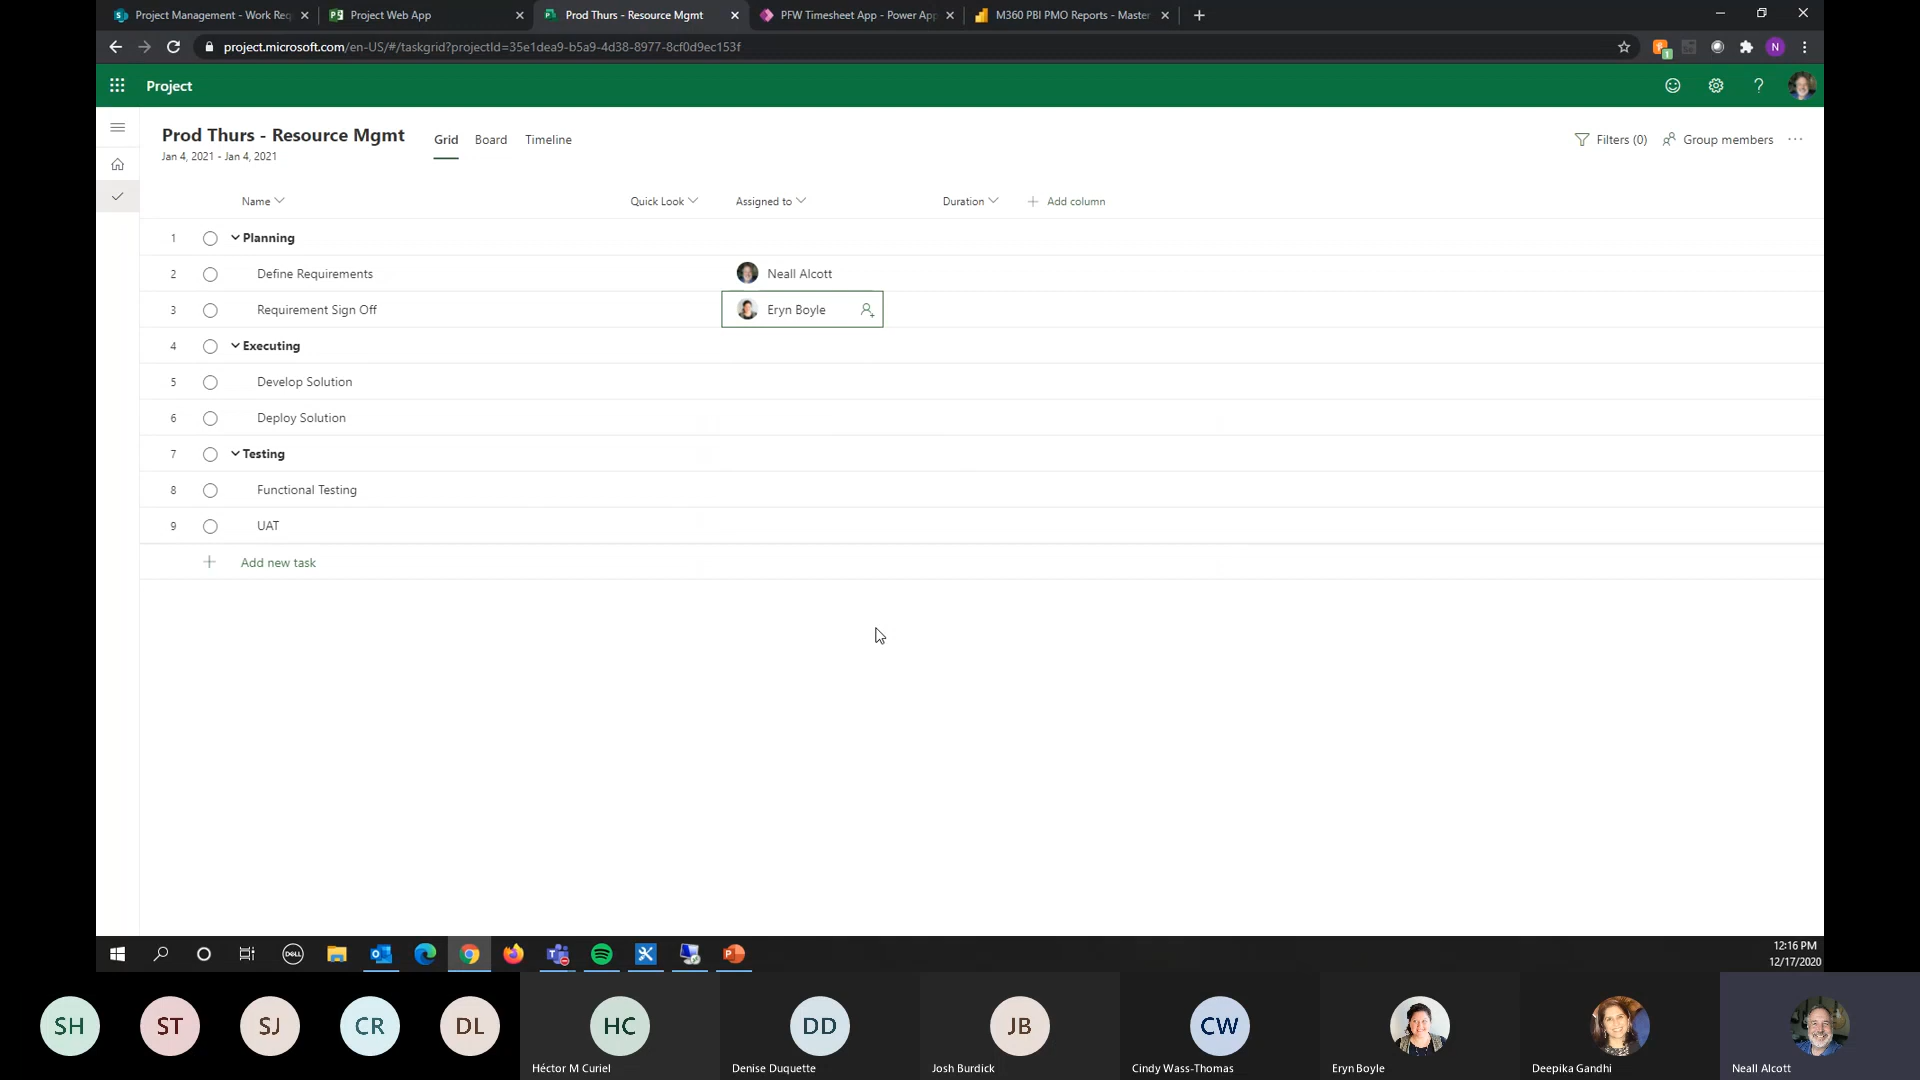 Project Management - Work Req
Project Web App
Prod Thurs - Resource Mgmt
PFW Timesheet App - Power App
M360 PBI PMO Reports - Master
project.microsoft.com/en-US/#/taskgrid?projectId=35e1dea9-b5a9-4d38-8977-8cf0d9ec153f
N
Project
?
Prod Thurs - Resource Mgmt
Jan 4, 2021 - Jan 4, 2021
Grid
Board
Timeline
Filters (0)
Group members
Name
Quick Look
Assigned to
Duration
Add column
1 Planning
2 Define Requirements Neall Alcott
3 Requirement Sign Off Eryn Boyle
4 Executing
5 Develop Solution
6 Deploy Solution
7 Testing
8 Functional Testing
9 UAT
Add new task
DELL
12:16 PM
12/17/2020
SH
ST
SJ
CR
DL
HC
DD
JB
CW
Héctor M Curiel
Denise Duquette
Josh Burdick
Cindy Wass-Thomas
Eryn Boyle
Deepika Gandhi
Neall Alcott